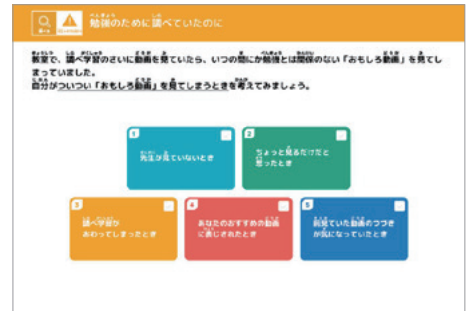 勉強のために調べていたのに
教室で、調べ学習のさいに動画を見ていたら、いつの間にか勉強とは関係のない「おもしろ動画」を見てし
まっていました。
自分がついつい「おもしろ動画」を見てしまうときを考えてみましょう。
1
先生が見ていないとき
2
ちょっと見るだけだと
思ったとき
3
調べ学習が
おわってしまったとき
4
あなたのおすすめの動画
に表示されたとき
5
前見ていた動画のつづき
が気になっていたとき